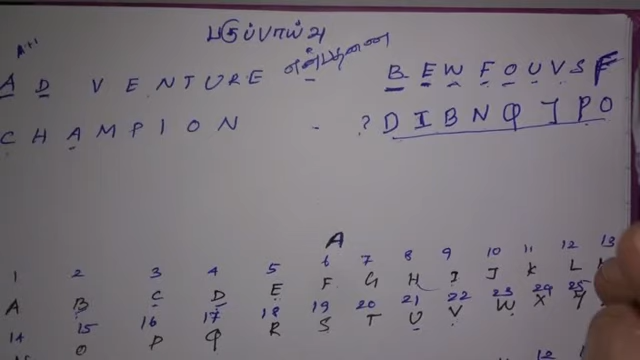 பகுப்பாய்வு
A+1
ADVENTURE என்பதனை BEWFOUVSF
CHAMPION - ? DIBNQJPO
A
1 2 3 4 5 6 7 8 9 10 11 12 13
A B C D E F G H I J K L
14 15 16 17 18 19 20 21 22 23 24 25
O P Q R S T U V W X Y